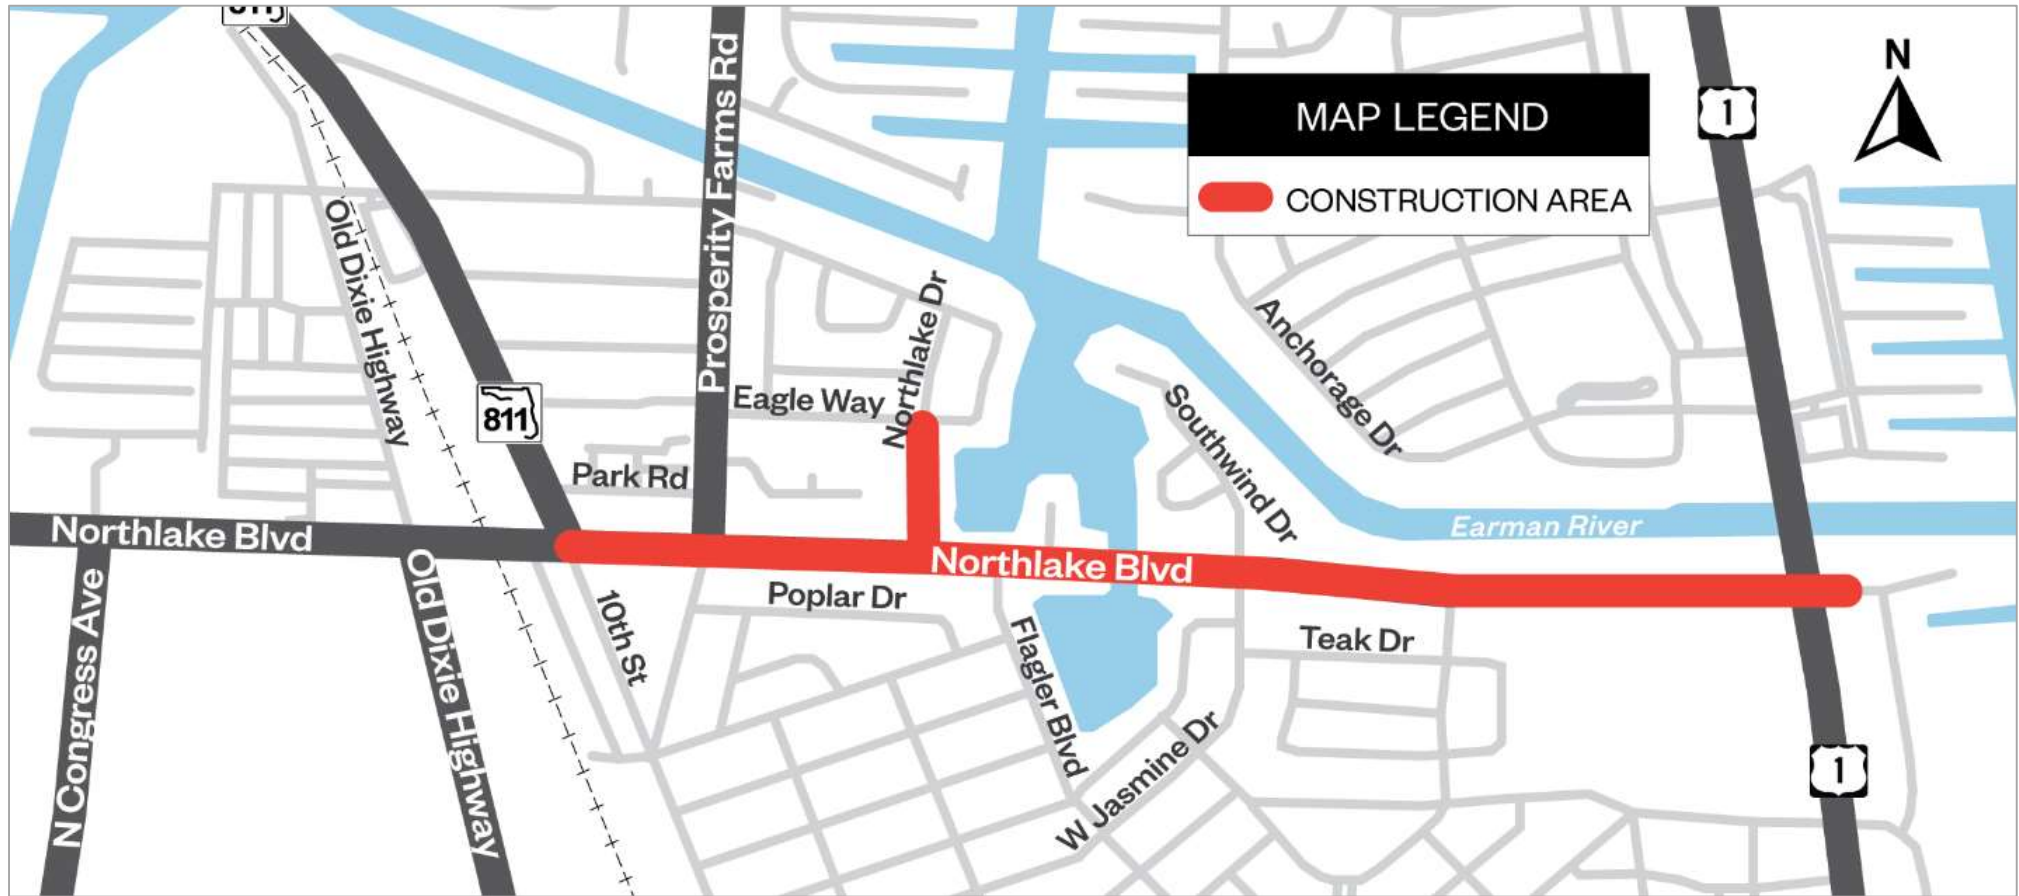 811
Prosperity Farms Rd
MAP LEGEND
CONSTRUCTION AREA
1
N
Old Dixie Highway
811
Eagle Way
Northlake Dr
Anchorage Dr
Southwind Dr
Park Rd
Northlake Blvd
Earman River
Northlake Blvd
N Congress Ave
Old Dixie Highway
10th St
Poplar Dr
Flagler Blvd
Teak Dr
W Jasmine Dr
1